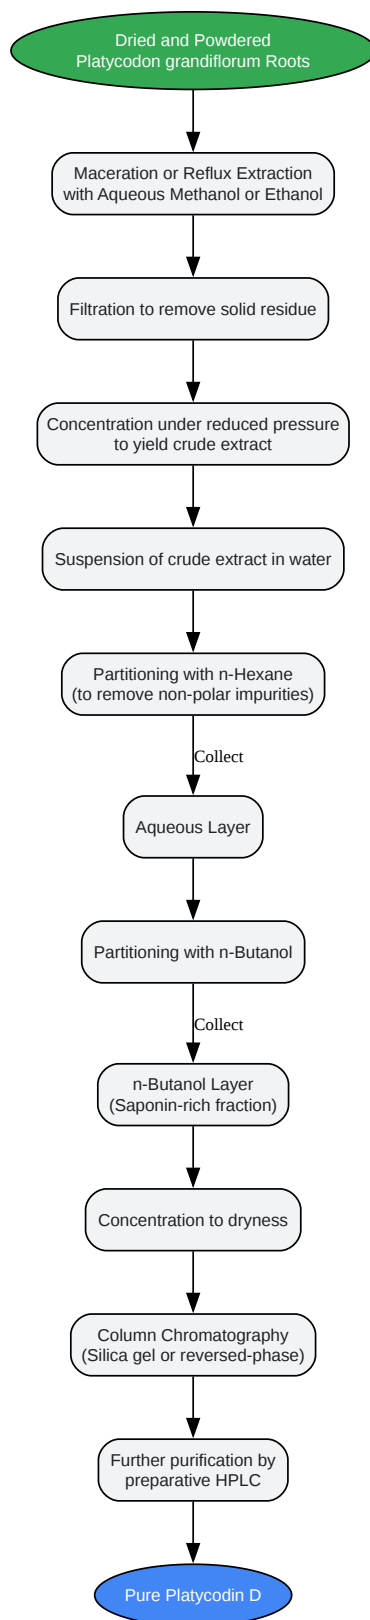 Dried and Powdered
Platycodon grandiflorum Roots
Maceration or Reflux Extraction
with Aqueous Methanol or Ethanol
Filtration to remove solid residue
Concentration under reduced pressure
to yield crude extract
Suspension of crude extract in water
Partitioning with n-Hexane
(to remove non-polar impurities)
Collect
Aqueous Layer
Partitioning with n-Butanol
Collect
n-Butanol Layer
(Saponin-rich fraction)
Concentration to dryness
Column Chromatography
(Silica gel or reversed-phase)
Further purification by
preparative HPLC
Pure Platycodin D